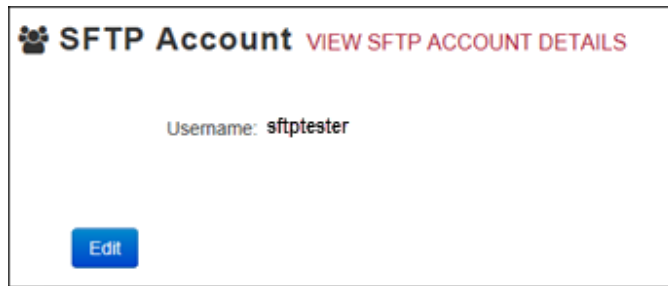 SFTP Account VIEW SFTP ACCOUNT DETAILS
Username: sftptester
Edit